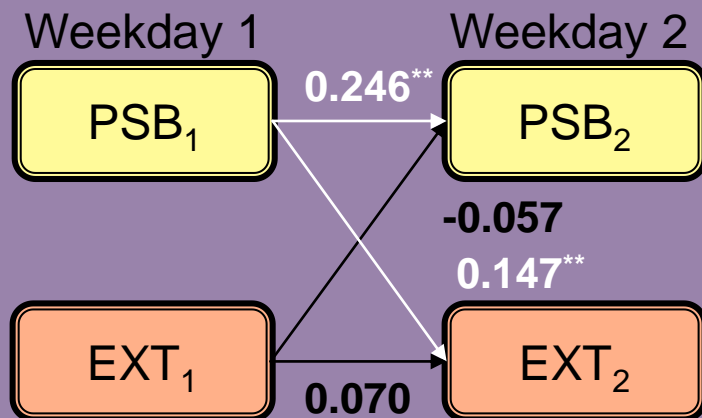 Weekday 1
Weekday 2
0.246**
PSB₁
PSB₂
-0.057
0.147**
EXT₁
EXT₂
0.070